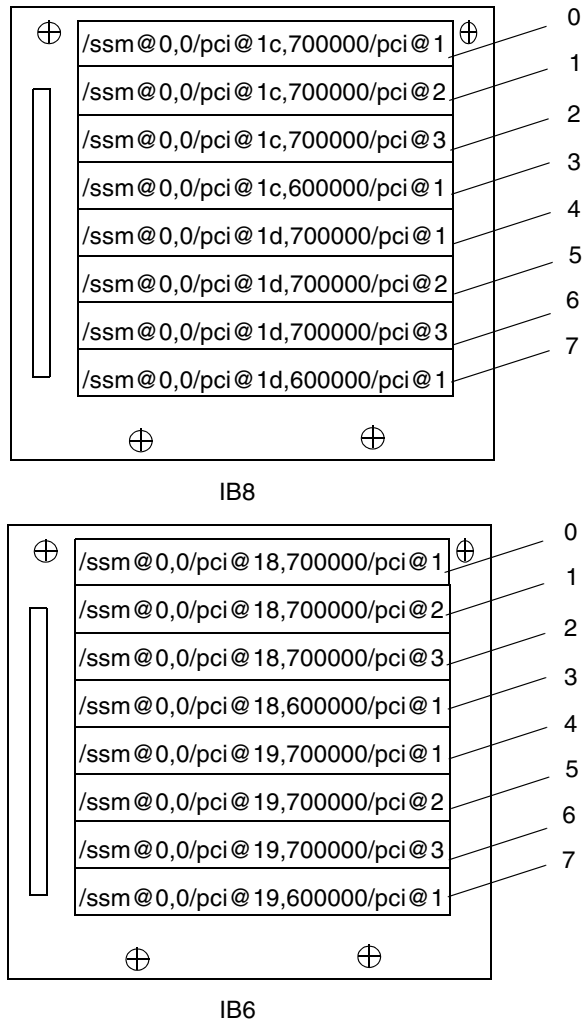 /ssm@0,0/pci@1c,700000/pci@1 0
/ssm@0,0/pci@1c,700000/pci@2 1
/ssm@0,0/pci@1c,700000/pci@3 2
/ssm@0,0/pci@1c,600000/pci@1 3
/ssm@0,0/pci@1d,700000/pci@1 4
/ssm@0,0/pci@1d,700000/pci@2 5
/ssm@0,0/pci@1d,700000/pci@3 6
/ssm@0,0/pci@1d,600000/pci@1 7
IB8
/ssm@0,0/pci@18,700000/pci@1 0
/ssm@0,0/pci@18,700000/pci@2 1
/ssm@0,0/pci@18,700000/pci@3 2
/ssm@0,0/pci@18,600000/pci@1 3
/ssm@0,0/pci@19,700000/pci@1 4
/ssm@0,0/pci@19,700000/pci@2 5
/ssm@0,0/pci@19,700000/pci@3 6
/ssm@0,0/pci@19,600000/pci@1 7
IB6